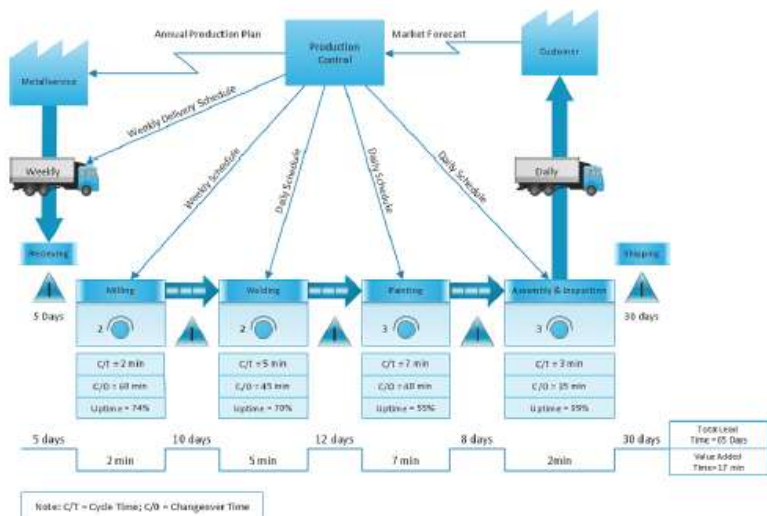 Annual Production Plan
Production
Control
Market Forecast
Customer
Metallservice
Weekly Delivery Schedule
Weekly Schedule
Daily Schedule
Daily Schedule
Daily Schedule
Weekly
Daily
Shipping
Milling
Welding
Painting
Assembly & Inspection
5 Days
2
2
3
3
30 days
C/T = 2 min
C/T = 5 min
C/T = 7 min
C/T = 3 min
C/O = 60 min
C/O = 45 min
C/O = 40 min
C/O = 35 min
Uptime = 74%
Uptime = 70%
Uptime = 55%
Uptime = 99%
5 days
10 days
12 days
8 days
30 days
2 min
5 min
7 min
2min
Total Lead
Time = 65 Days
Value Added
Time= 17 min
Note: C/T = Cycle Time; C/O = Changeover Time